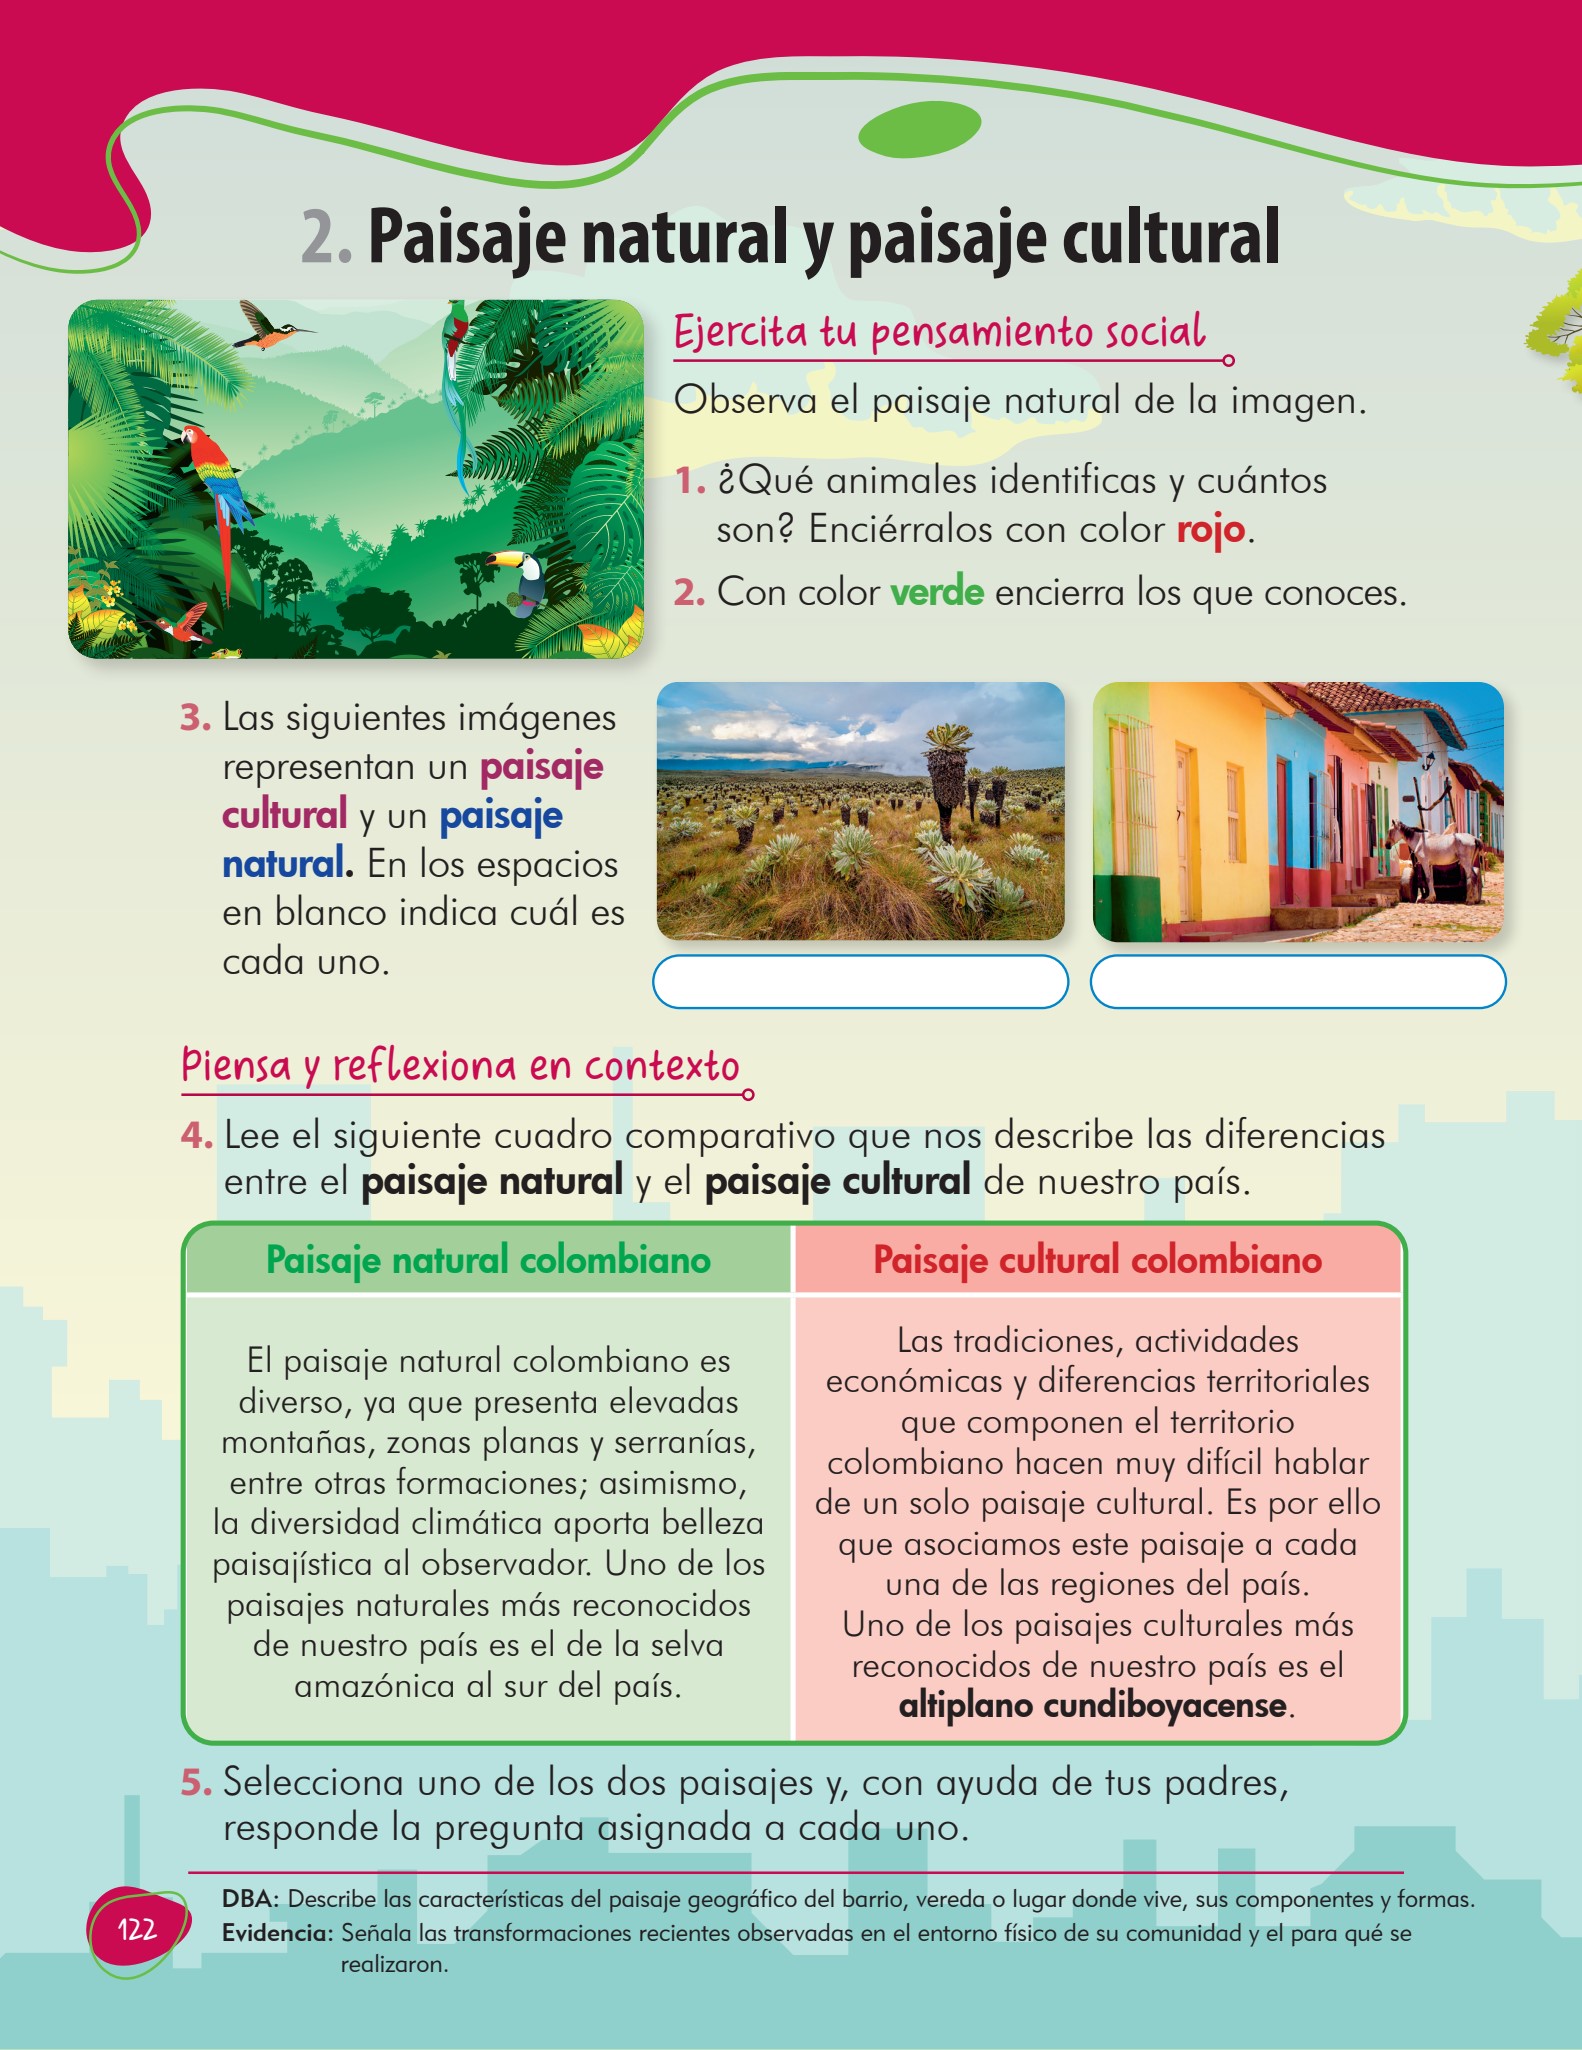 2. Paisaje natural y paisaje cultural
Ejercita tu pensamiento social
Observa el paisaje natural de la imagen.
1. ¿Qué animales identificas y cuántos
son? Enciérralos con color rojo.
2. Con color verde encierra los que conoces.
3. Las siguientes imágenes
representan un paisaje
cultural y un paisaje
natural. En los espacios
en blanco indica cuál es
cada uno.
Piensa y reflexiona en contexto
4. Lee el siguiente cuadro comparativo que nos describe las diferencias
entre el paisaje natural y el paisaje cultural de nuestro país.
Paisaje natural colombiano
El paisaje natural colombiano es
diverso, ya que presenta elevadas
montañas, zonas planas y serranías,
entre otras formaciones; asimismo,
la diversidad climática aporta belleza
paisajística al observador. Uno de los
paisajes naturales más reconocidos
de nuestro país es el de la selva
amazónica al sur del país.
Paisaje cultural colombiano
Las tradiciones, actividades
económicas y diferencias territoriales
que componen el territorio
colombiano hacen muy difícil hablar
de un solo paisaje cultural. Es por ello
que asociamos este paisaje a cada
una de las regiones del país.
Uno de los paisajes culturales más
reconocidos de nuestro país es el
altiplano cundiboyacense.
5. Selecciona uno de los dos paisajes y, con ayuda de tus padres,
responde la pregunta asignada a cada uno.
DBA: Describe las características del paisaje geográfico del barrio, vereda o lugar donde vive, sus componentes y formas.
Evidencia: Señala las transformaciones recientes observadas en el entorno físico de su comunidad y el para qué se
realizaron.
122